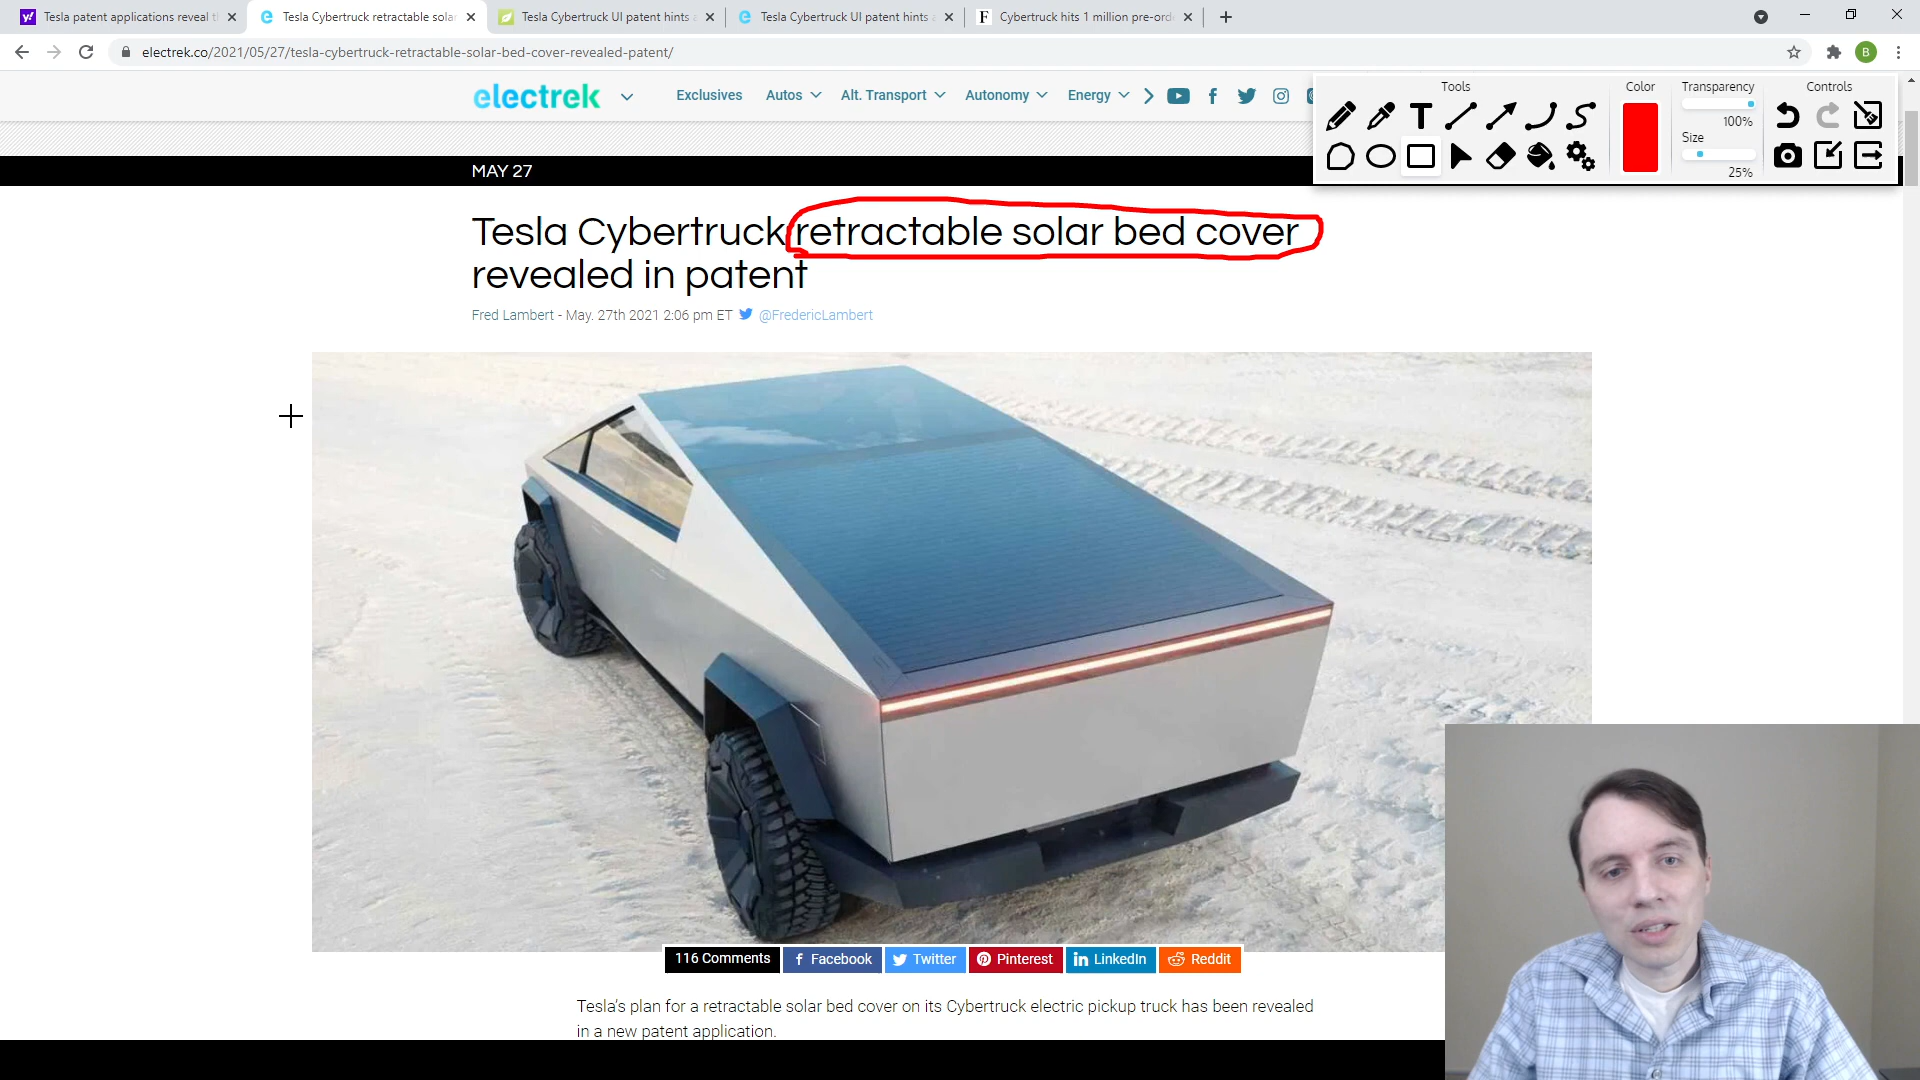 Tesla patent applications reveal t
Tesla Cybertruck retractable solar
Tesla Cybertruck UI patent hints a
Tesla Cybertruck UI patent hints a
Cybertruck hits 1 million pre-ord
electrek.co/2021/05/27/tesla-cybertruck-retractable-solar-bed-cover-revealed-patent/
B
electrek
Exclusives
Autos
Alt. Transport
Autonomy
Energy
Tools
Color
Transparency
100%
Size
25%
Controls
MAY 27
Tesla Cybertruck retractable solar bed cover
revealed in patent
Fred Lambert - May. 27th 2021 2:06 pm ET @FredericLambert
116 Comments
Facebook
Twitter
Pinterest
LinkedIn
Reddit
Tesla's plan for a retractable solar bed cover on its Cybertruck electric pickup truck has been revealed
in a new patent application.